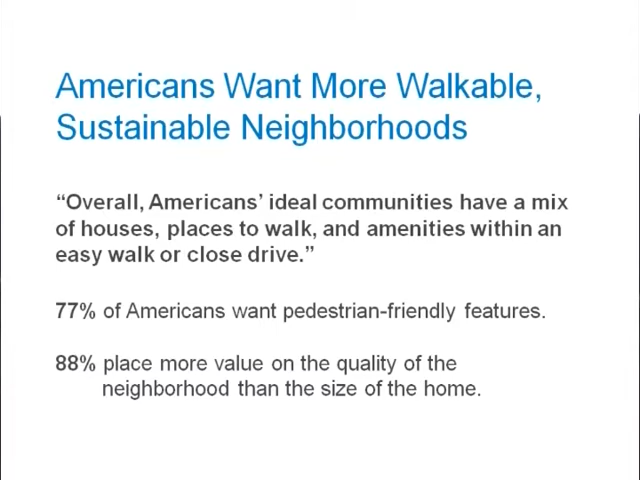 Americans Want More Walkable,
Sustainable Neighborhoods
“Overall, Americans’ ideal communities have a mix
of houses, places to walk, and amenities within an
easy walk or close drive.”
77% of Americans want pedestrian-friendly features.
88% place more value on the quality of the
neighborhood than the size of the home.